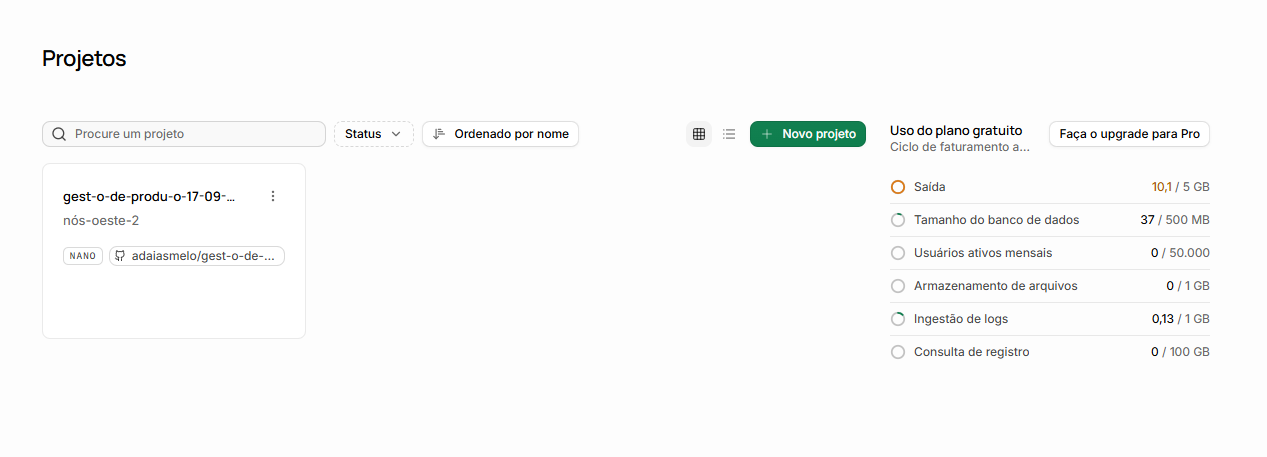 Projetos
Procure um projeto
Status
Ordenado por nome
Novo projeto
gest-o-de-produ-o-17-09-...
nós-oeste-2
NANO
adaiasmelo/gest-o-de-...
Uso do plano gratuito
Ciclo de faturamento a...
Faça o upgrade para Pro
Saída 10,1 / 5 GB
Tamanho do banco de dados 37 / 500 MB
Usuários ativos mensais 0 / 50.000
Armazenamento de arquivos 0 / 1 GB
Ingestão de logs 0,13 / 1 GB
Consulta de registro 0 / 100 GB